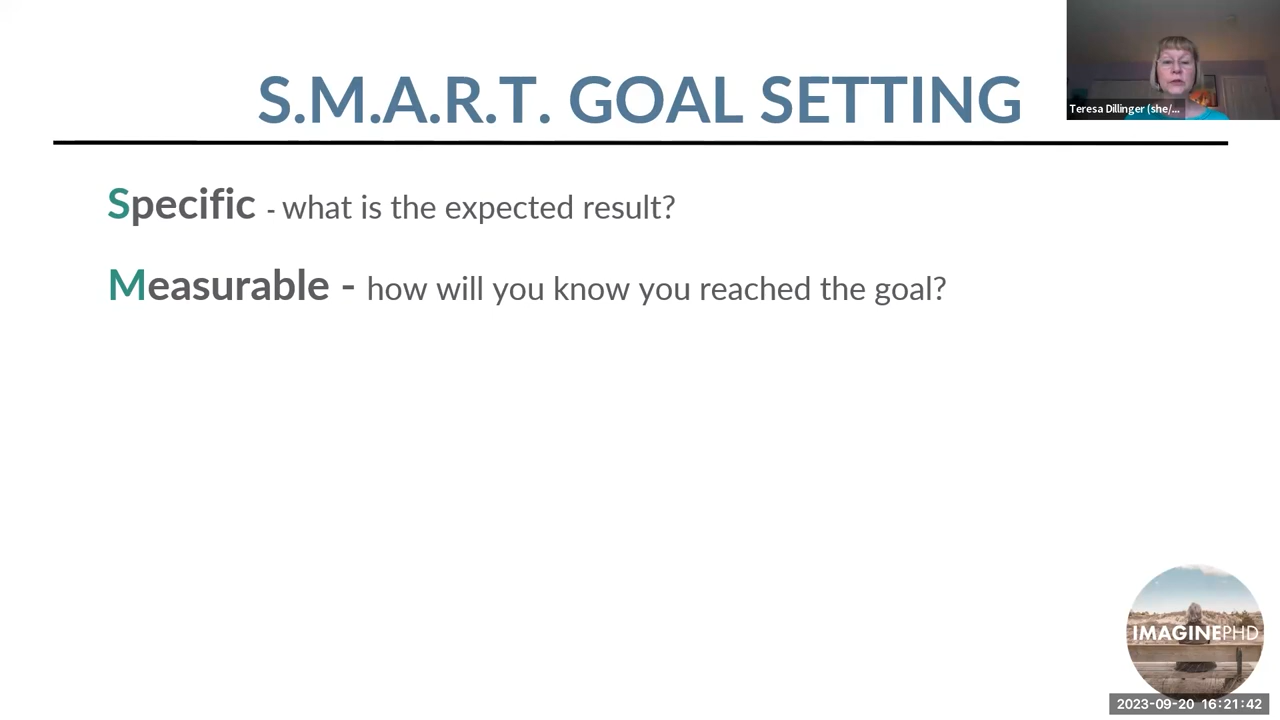 S.M.A.R.T. GOAL SETTING
Teresa Dillinger (she/...
Specific - what is the expected result?
Measurable - how will you know you reached the goal?
IMAGINEPHD
2023-09-20 16:21:42